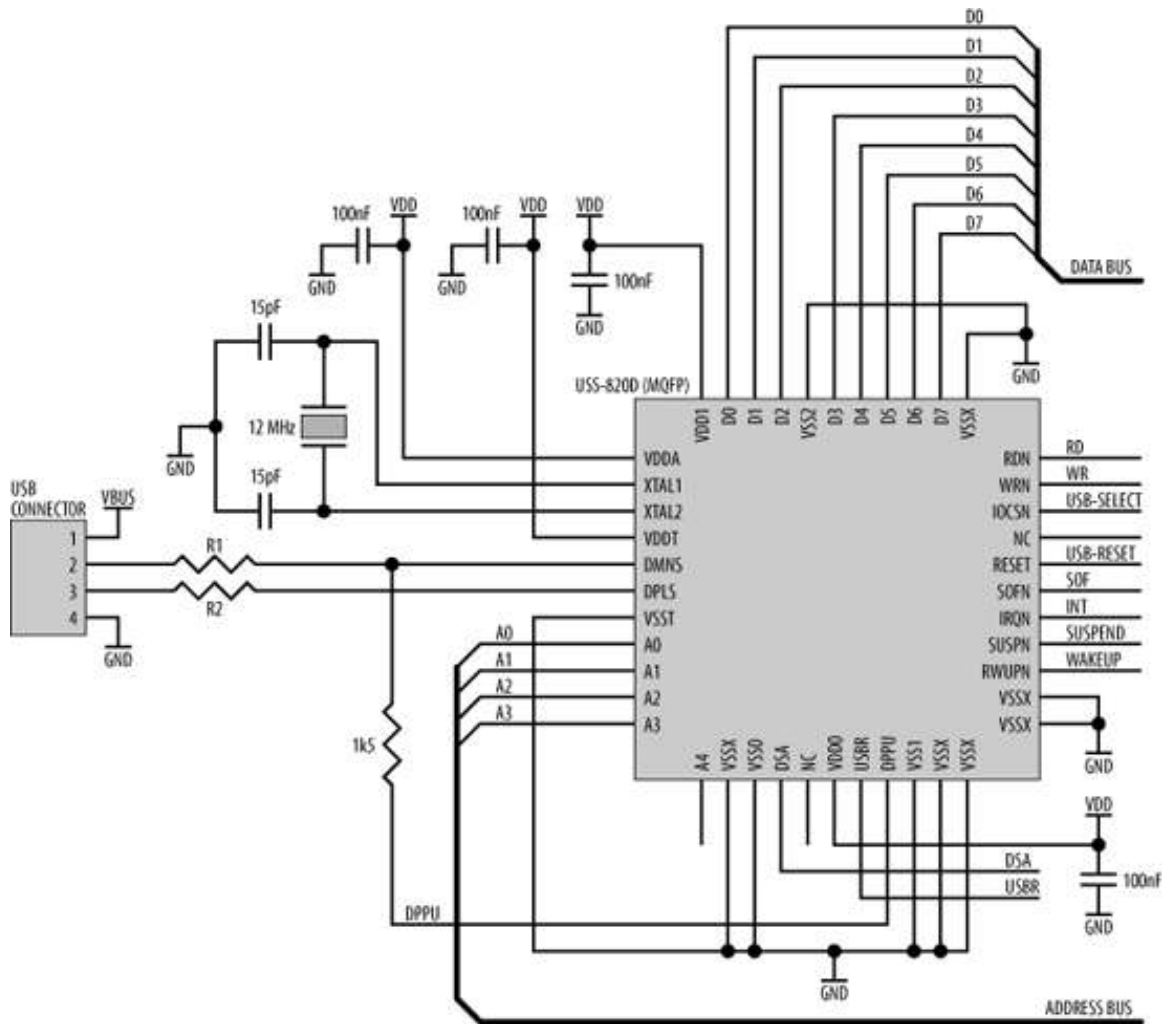 D0
D1
D2
D3
D4
D5
D6
D7
DATA BUS
VDD
VDD
VDD
100nF
100nF
100nF
GND
GND
GND
15pF
12 MHz
GND
15pF
USS-820D (MQFP)
GND
VDD1
D0
D1
D2
VSS2
D3
D4
D5
D6
D7
VSSX
VDDA
XTAL1
XTAL2
VDDT
DMNS
DPLS
VSST
A0
A1
A2
A3
RDN
WRN
IOCSN
NC
RESET
SOFN
IRQN
SUSPN
RWUPN
VSSX
VSSX
RD
WR
USB-SELECT
USB-RESET
SOF
INT
SUSPEND
WAKEUP
GND
USB
CONNECTOR
VBUS
1
2
3
4
R1
R2
GND
A0
A1
A2
A3
1k5
A4
VSSX
VSS0
DSA
NC
VDD0
USBR
DPPU
VSS1
VSSX
VSSX
VDD
DSA
USBR
100nF
GND
DPPU
GND
ADDRESS BUS